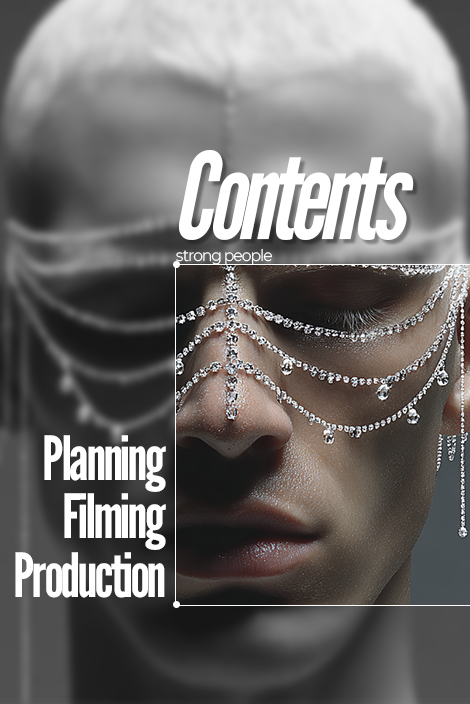 Contents
strong people
Planning
Filming
Production